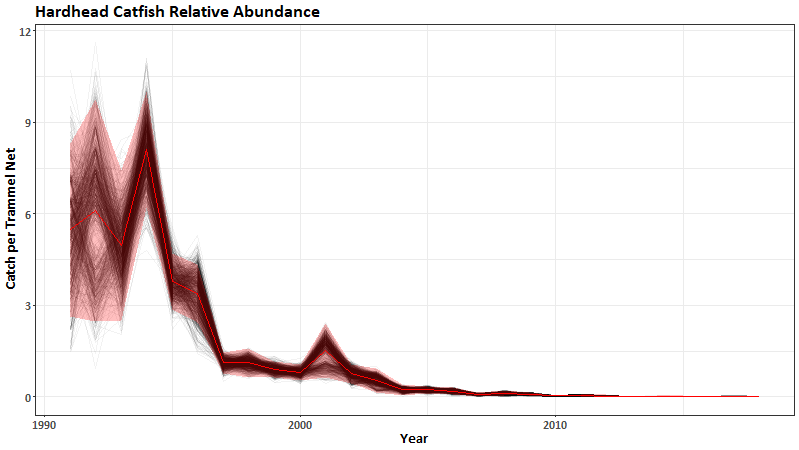 Hardhead Catfish Relative Abundance
12
9
6
3
0
Catch per Trammel Net
1990
2000
2010
Year